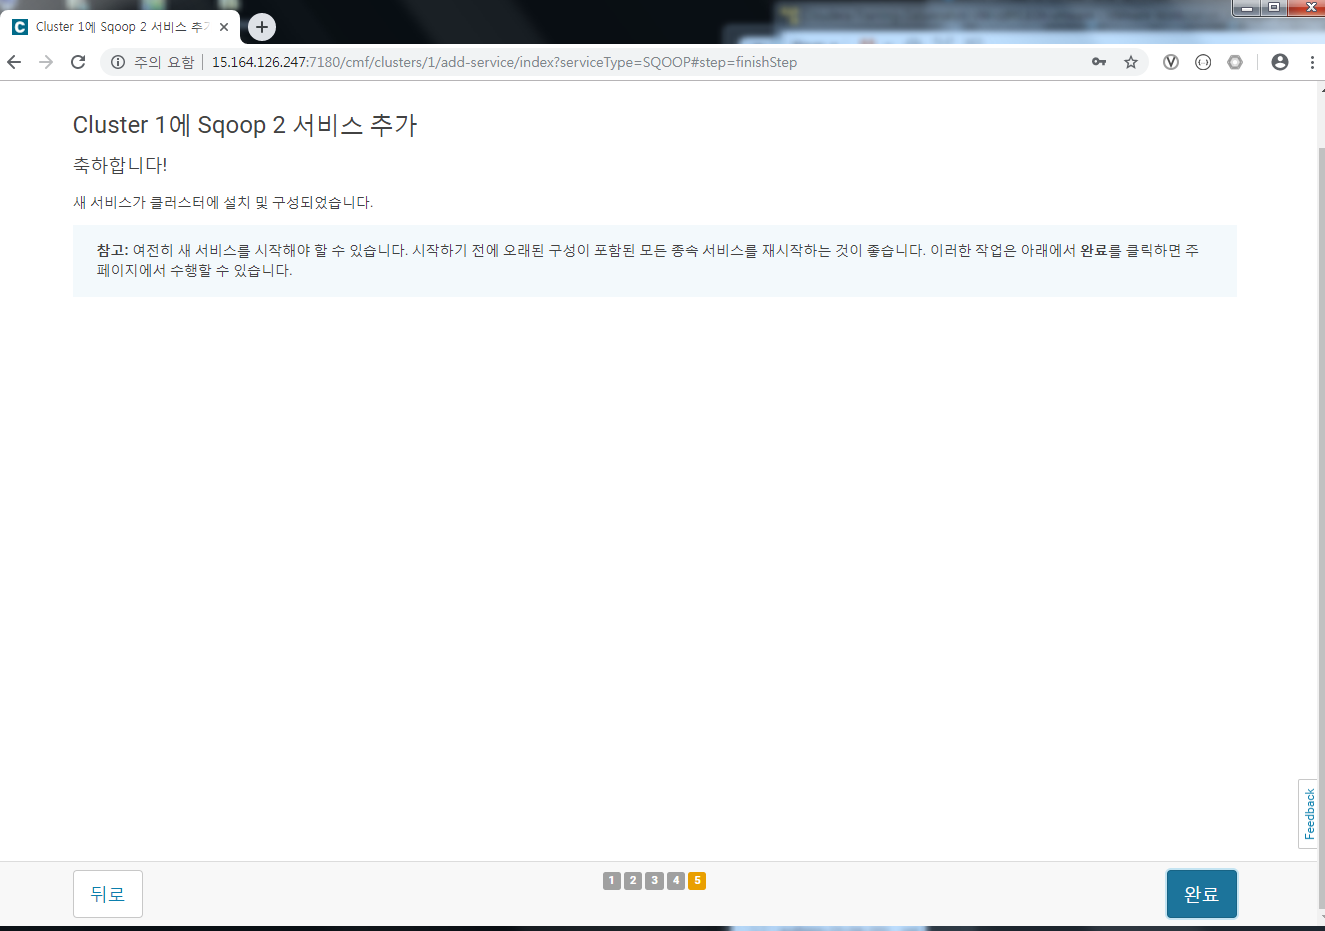 Cluster 1에 Sqoop 2 서비스 추
주의 요함
15.164.126.247:7180/cmf/clusters/1/add-service/index?serviceType=SQOOP#step=finishStep
Cluster 1에 Sqoop 2 서비스 추가
축하합니다!
새 서비스가 클러스터에 설치 및 구성되었습니다.
참고: 여전히 새 서비스를 시작해야 할 수 있습니다. 시작하기 전에 오래된 구성이 포함된 모든 종속 서비스를 재시작하는 것이 좋습니다. 이러한 작업은 아래에서 완료를 클릭하면 주
페이지에서 수행할 수 있습니다.
Feedback
뒤로
1 2 3 4 5
완료